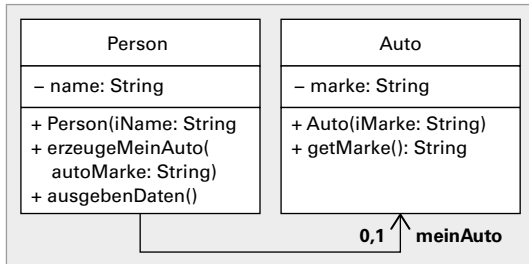 Person
– name: String
+ Person(iName: String
+ erzeugeMeinAuto(
autoMarke: String)
+ ausgebenDaten()
Auto
– marke: String
+ Auto(iMarke: String)
+ getMarke(): String
0,1 meinAuto